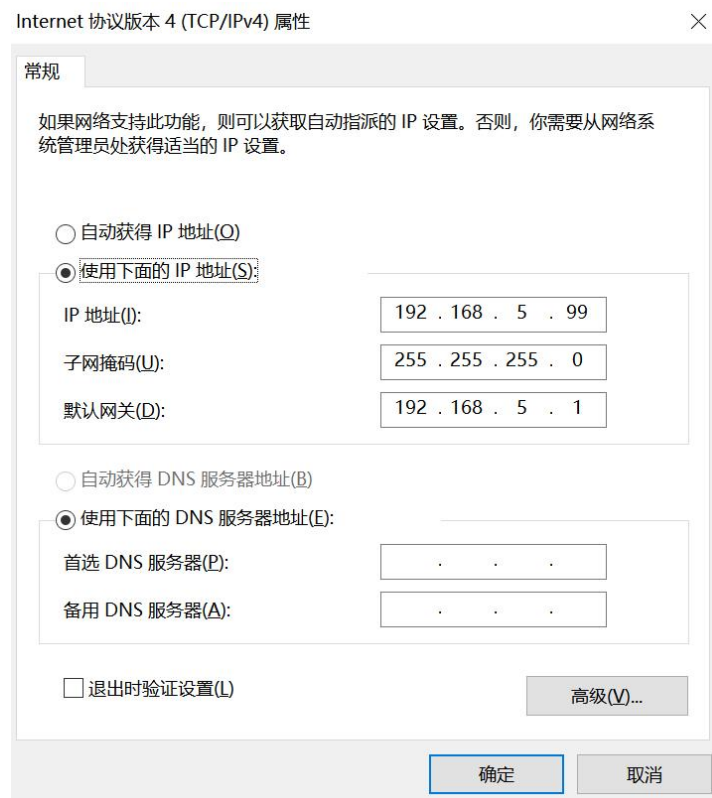 Internet 协议版本 4 (TCP/IPv4) 属性
常规
如果网络支持此功能，则可以获取自动指派的 IP 设置。否则，你需要从网络系
统管理员处获得适当的 IP 设置。
自动获得 IP 地址(O)
使用下面的 IP 地址(S):
IP 地址(I): 192 . 168 . 5 . 99
子网掩码(U): 255 . 255 . 255 . 0
默认网关(D): 192 . 168 . 5 . 1
自动获得 DNS 服务器地址(B)
使用下面的 DNS 服务器地址(E):
首选 DNS 服务器(P): . . .
备用 DNS 服务器(A): . . .
退出时验证设置(L)
高级(V)...
确定 取消